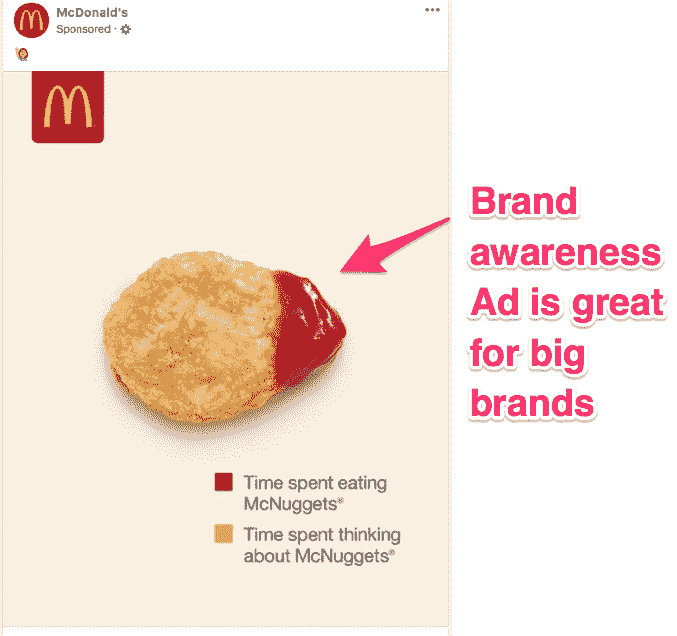 McDonald's
Sponsored ·
Time spent eating
McNuggets®
Time spent thinking
about McNuggets®
Brand
awareness
Ad is great
for big
brands